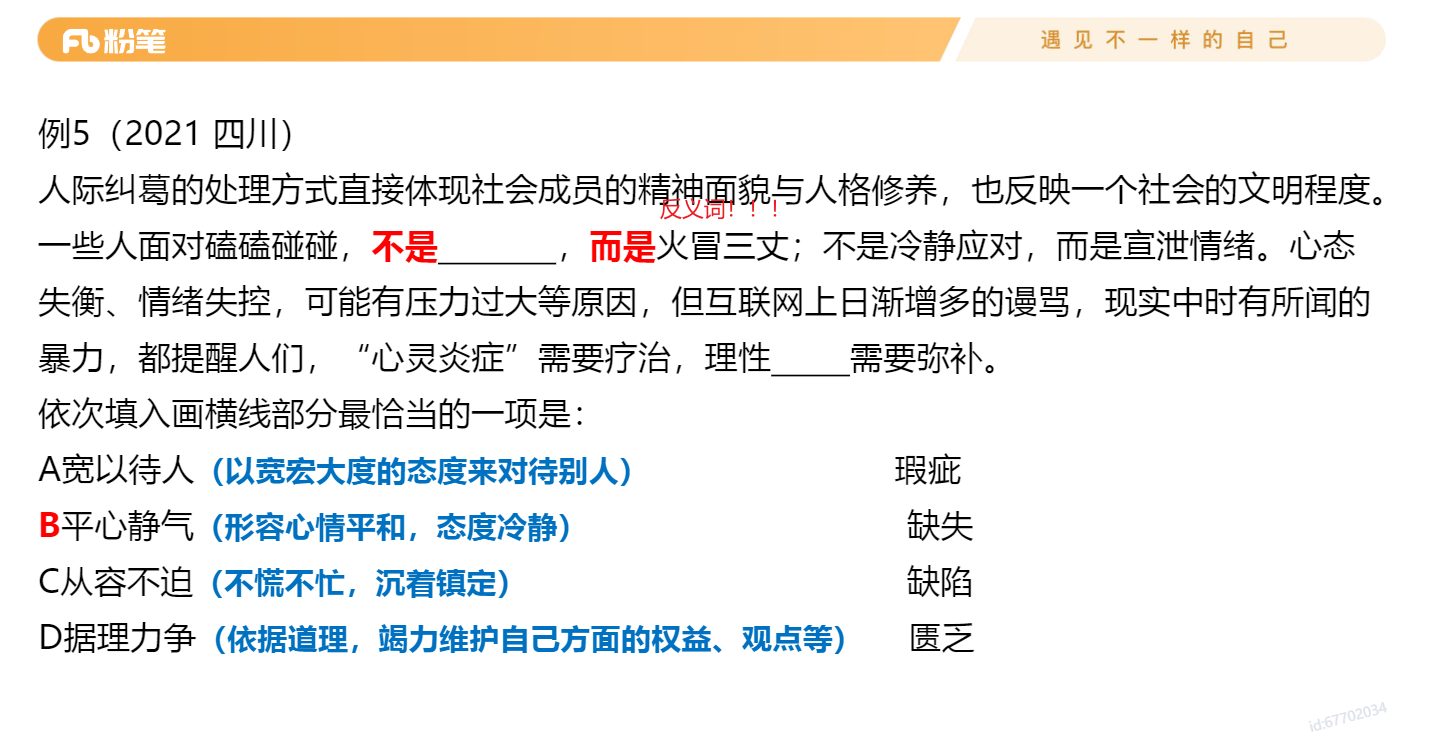 粉笔
遇见不一样的自己
例5（2021 四川）
人际纠葛的处理方式直接体现社会成员的精神面貌与人格修养，也反映一个社会的文明程度。
反义词！！！
一些人面对磕磕碰碰，不是_______，而是火冒三丈；不是冷静应对，而是宣泄情绪。心态
失衡、情绪失控，可能有压力过大等原因，但互联网上日渐增多的谩骂，现实中时有所闻的
暴力，都提醒人们，“心灵炎症”需要疗治，理性_____需要弥补。
依次填入画横线部分最恰当的一项是：
A宽以待人（以宽宏大度的态度来对待别人） 瑕疵
B平心静气（形容心情平和，态度冷静） 缺失
C从容不迫（不慌不忙，沉着镇定） 缺陷
D据理力争（依据道理，竭力维护自己方面的权益、观点等） 匮乏
id:67702034